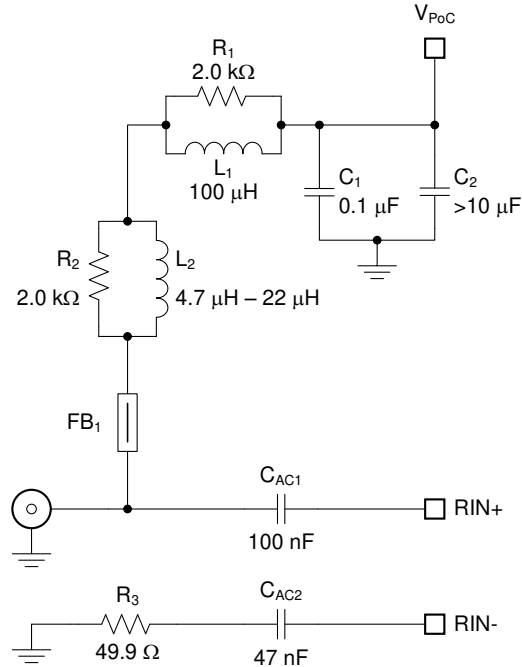 VPoC
R1
2.0 kΩ
L1
100 µH
C1
0.1 µF
C2
>10 µF
R2
2.0 kΩ
L2
4.7 µH – 22 µH
FB1
CAC1
100 nF
RIN+
R3
49.9 Ω
CAC2
47 nF
RIN-